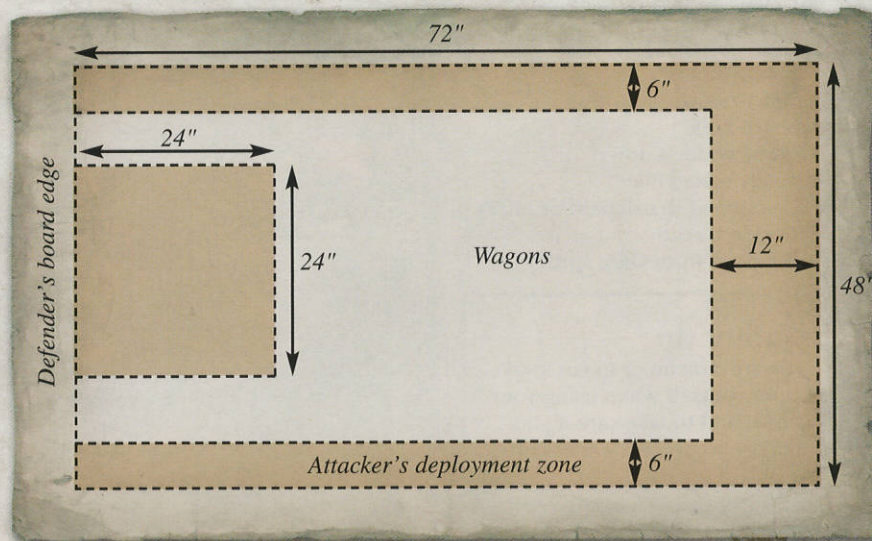 72"
6"
24"
Defender's board edge
24"
Wagons
12"
48"
Attacker's deployment zone
6"